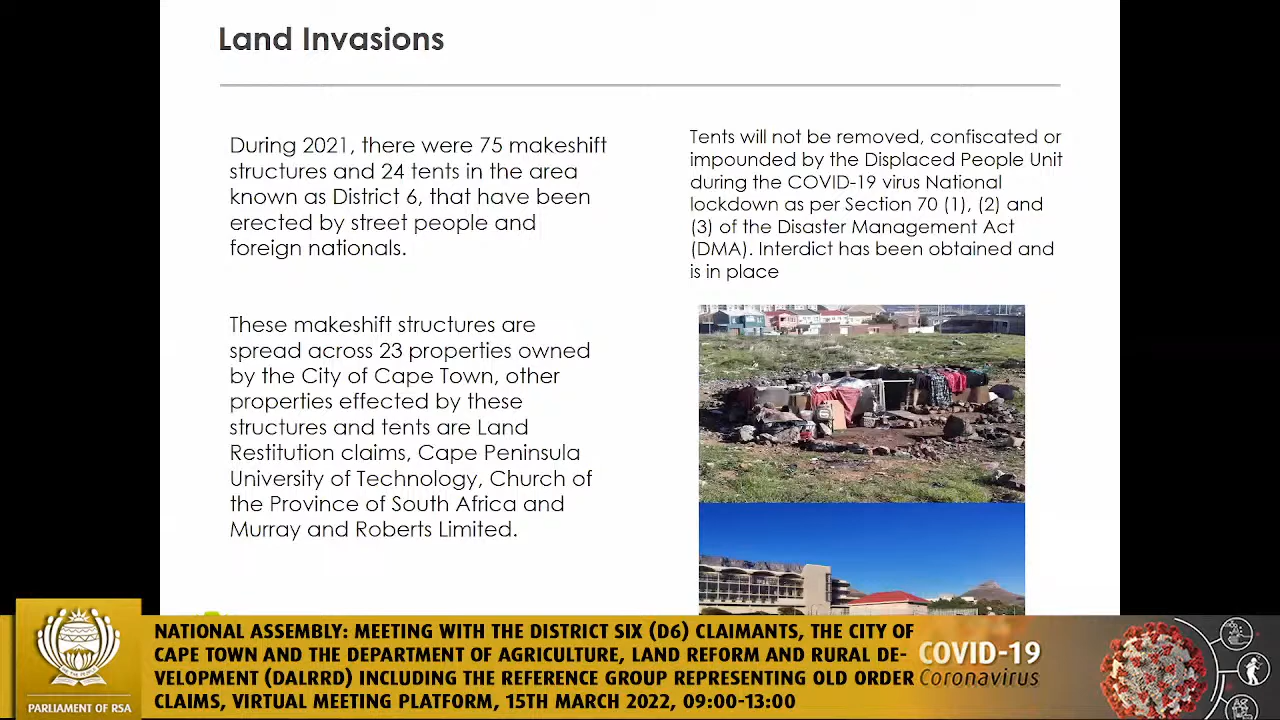 Land Invasions
During 2021, there were 75 makeshift
structures and 24 tents in the area
known as District 6, that have been
erected by street people and
foreign nationals.
These makeshift structures are
spread across 23 properties owned
by the City of Cape Town, other
properties effected by these
structures and tents are Land
Restitution claims, Cape Peninsula
University of Technology, Church of
the Province of South Africa and
Murray and Roberts Limited.
Tents will not be removed, confiscated or
impounded by the Displaced People Unit
during the COVID-19 virus National
lockdown as per Section 70 (1), (2) and
(3) of the Disaster Management Act
(DMA). Interdict has been obtained and
is in place
PARLIAMENT OF RSA
NATIONAL ASSEMBLY: MEETING WITH THE DISTRICT SIX (D6) CLAIMANTS, THE CITY OF
CAPE TOWN AND THE DEPARTMENT OF AGRICULTURE, LAND REFORM AND RURAL DE-
VELOPMENT (DALRRD) INCLUDING THE REFERENCE GROUP REPRESENTING OLD ORDER
CLAIMS, VIRTUAL MEETING PLATFORM, 15TH MARCH 2022, 09:00-13:00
COVID-19
Coronavirus